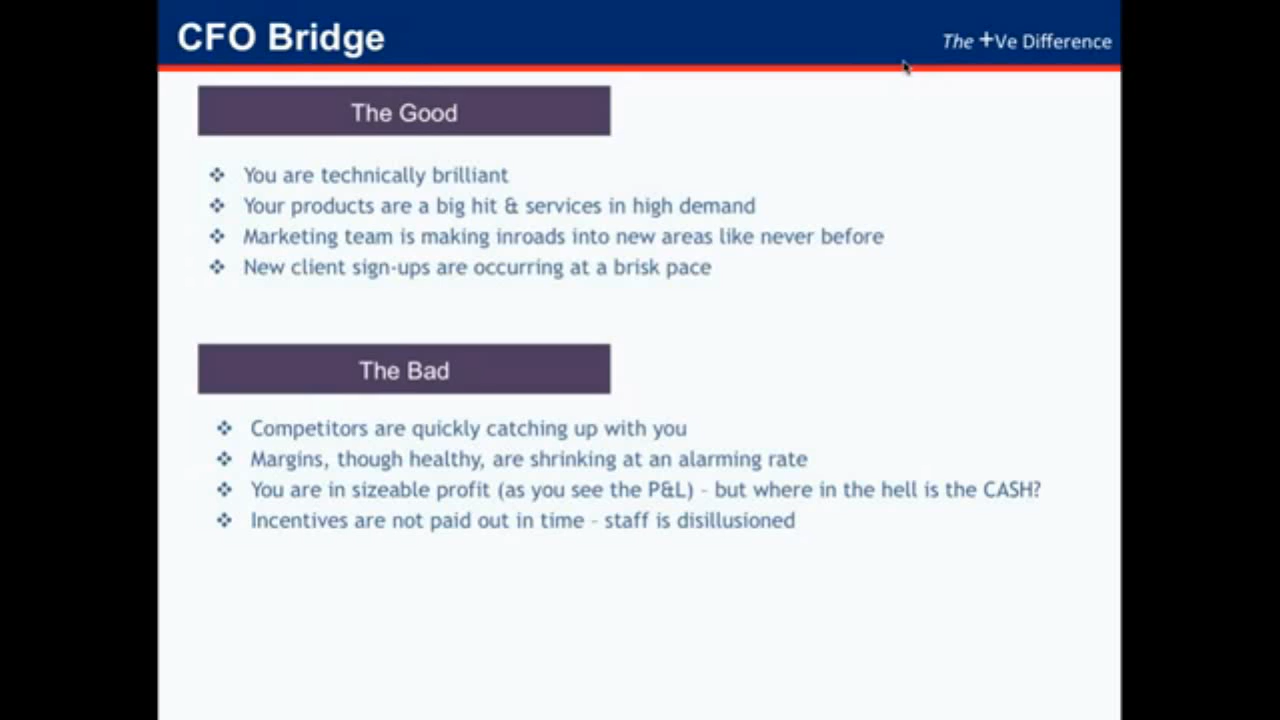 CFO Bridge
The +Ve Difference
The Good
❖ You are technically brilliant
❖ Your products are a big hit & services in high demand
❖ Marketing team is making inroads into new areas like never before
❖ New client sign-ups are occurring at a brisk pace
The Bad
❖ Competitors are quickly catching up with you
❖ Margins, though healthy, are shrinking at an alarming rate
❖ You are in sizeable profit (as you see the P&L) – but where in the hell is the CASH?
❖ Incentives are not paid out in time – staff is disillusioned